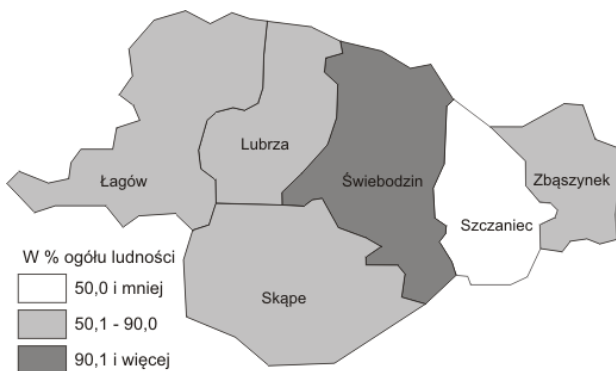 Lubrza
Łagów
Świebodzin
Zbąszynek
Szczaniec
Skąpe
W % ogółu ludności
50,0 i mniej
50,1 - 90,0
90,1 i więcej